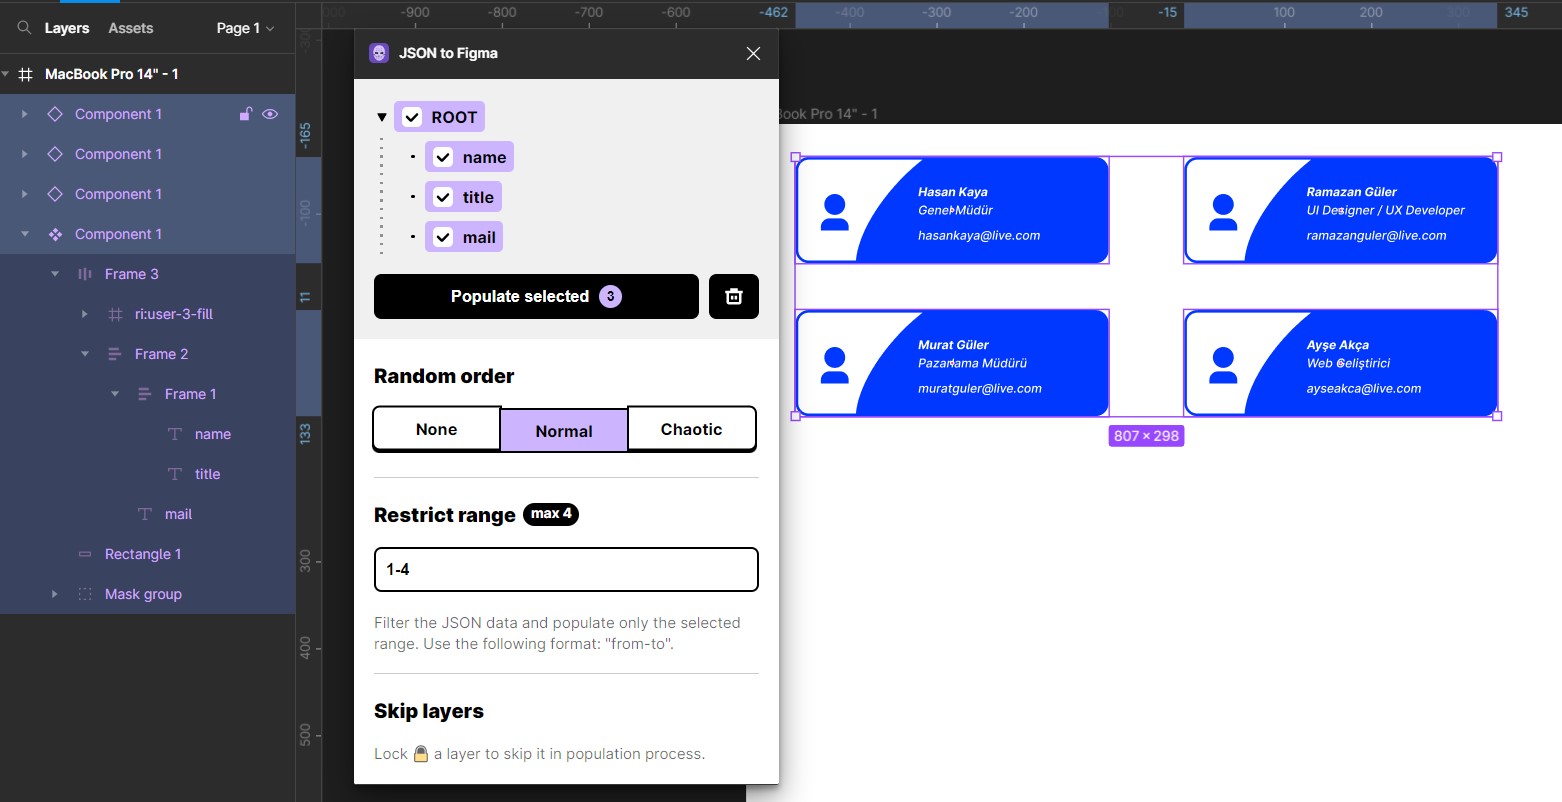 Layers
Assets
Page 1
MacBook Pro 14" - 1
Component 1
Component 1
Component 1
Component 1
Frame 3
ri:user-3-fill
Frame 2
Frame 1
name
title
mail
Rectangle 1
Mask group
-900
-800
-700
-600
-462
-400
-300
-200
-15
100
200
300
345
-165
-100
11
133
300
400
500
JSON to Figma
ROOT
name
title
mail
Populate selected 3
Random order
None
Normal
Chaotic
Restrict range max 4
1-4
Filter the JSON data and populate only the selected
range. Use the following format: "from-to".
Skip layers
Lock 🔒 a layer to skip it in population process.
Book Pro 14" - 1
Hasan Kaya
Genel Müdür
hasankaya@live.com
Ramazan Güler
UI Designer / UX Developer
ramazanguler@live.com
Murat Güler
Pazarlama Müdürü
muratguler@live.com
Ayşe Akça
Web Geliştirici
ayseakca@live.com
807 × 298